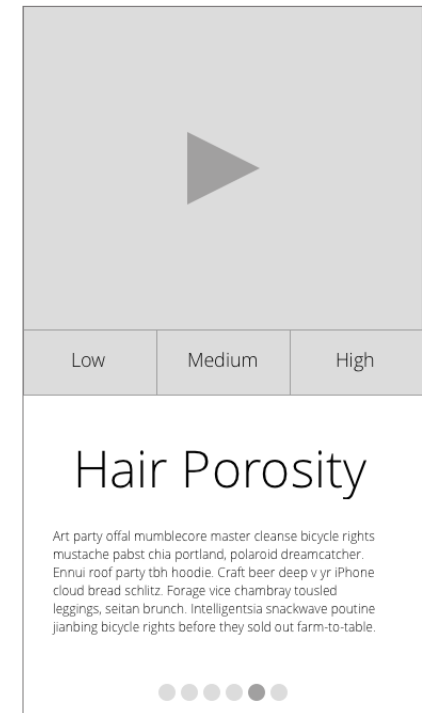 Low
Medium
High
Hair Porosity
Art party offal mumblecore master cleanse bicycle rights
mustache pabst chia portland, polaroid dreamcatcher.
Ennui roof party tbh hoodie. Craft beer deep v yr iPhone
cloud bread schlitz. Forage vice chambray tousled
leggings, seitan brunch. Intelligentsia snackwave poutine
jianbing bicycle rights before they sold out farm-to-table.